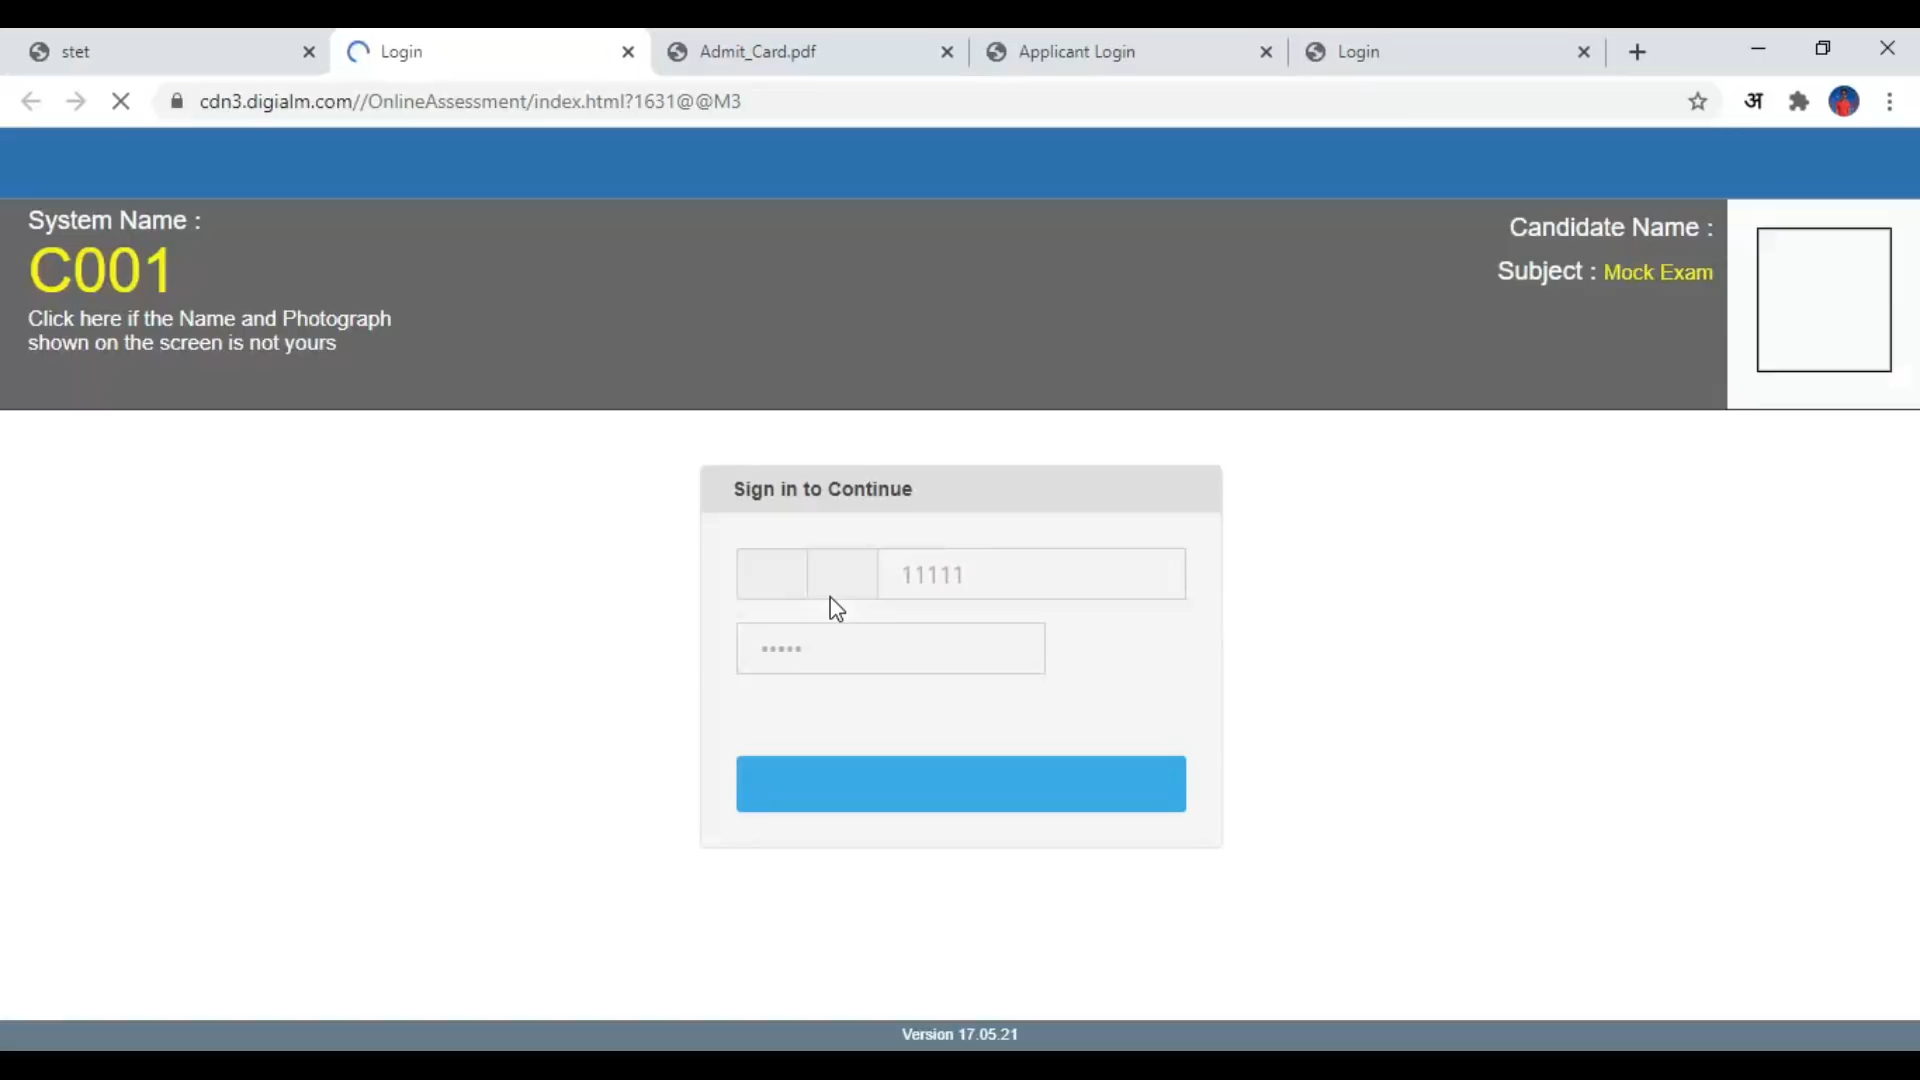 stet
Login
Admit_Card.pdf
Applicant Login
Login
cdn3.digialm.com//OnlineAssessment/index.html?1631@@M3
अ
System Name :
C001
Click here if the Name and Photograph
shown on the screen is not yours
Candidate Name :
Subject : Mock Exam
Sign in to Continue
11111
•••••
Version 17.05.21